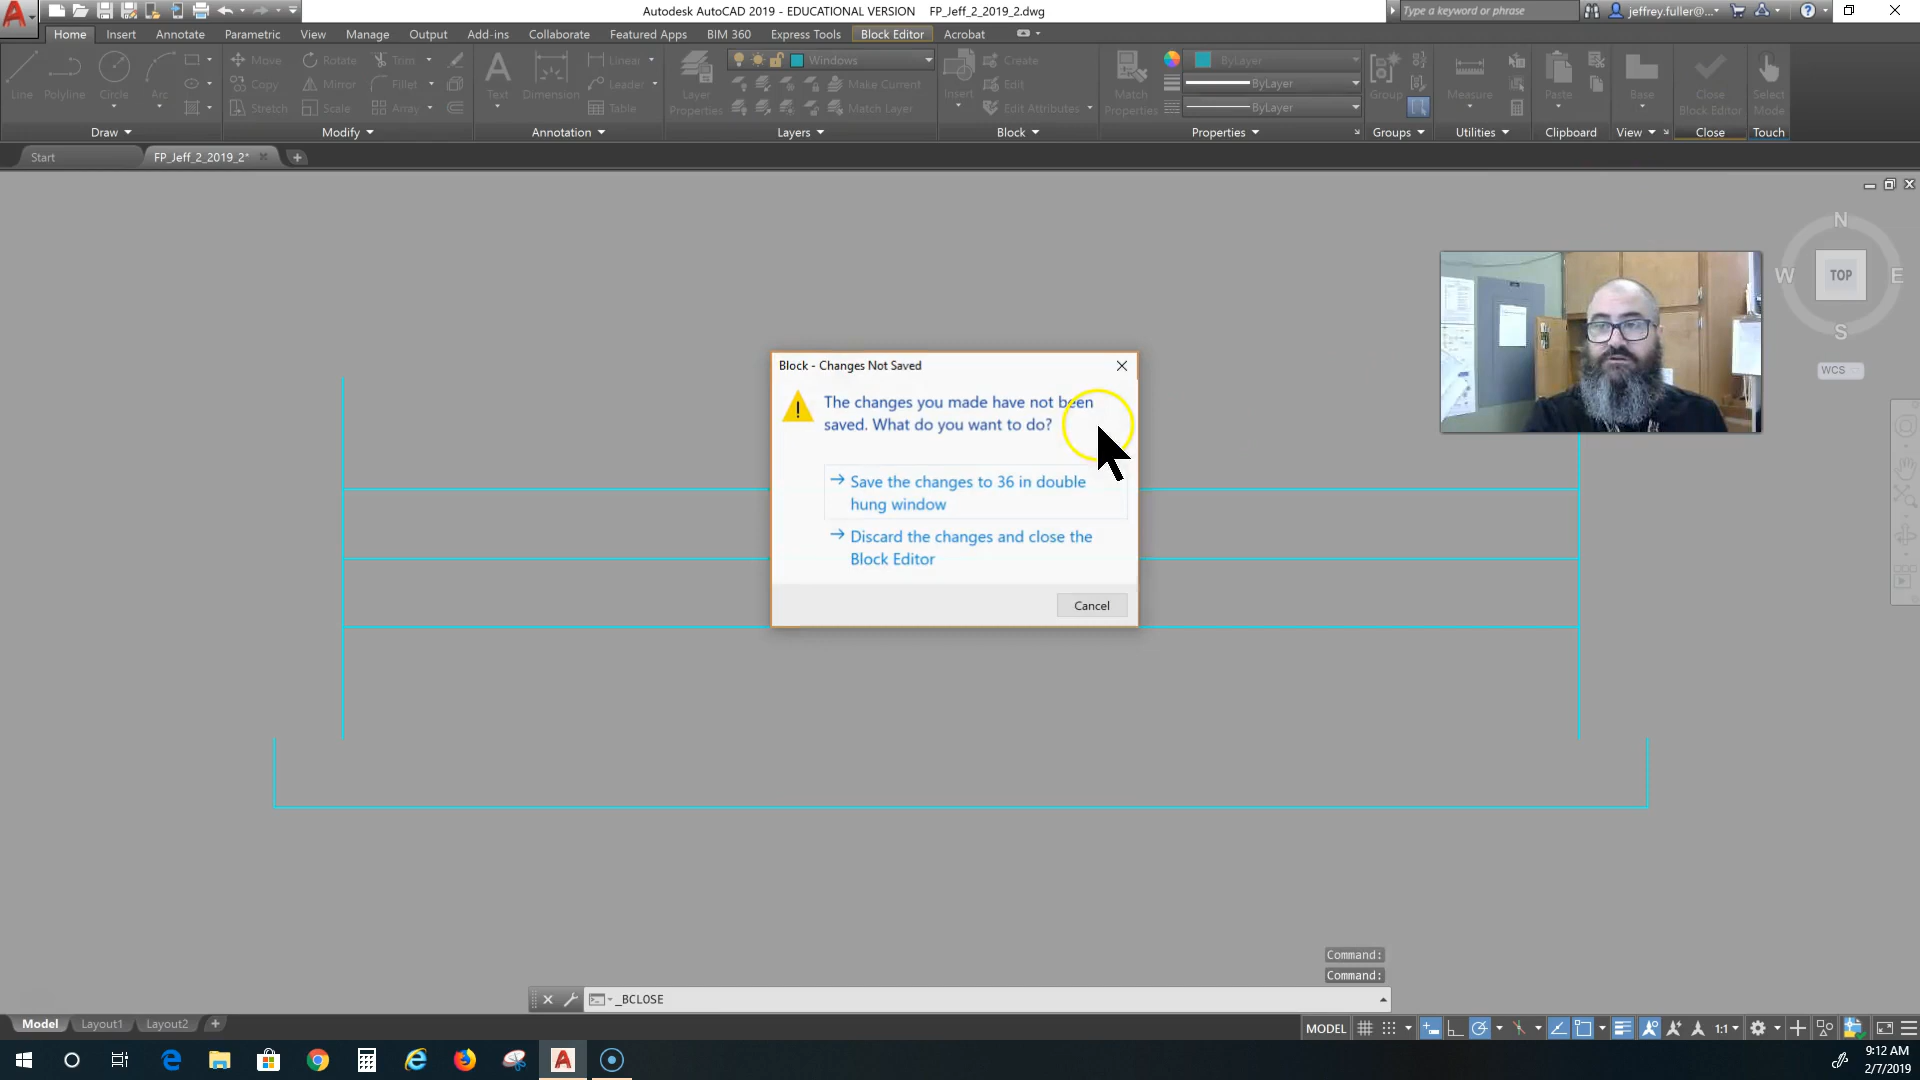 Autodesk AutoCAD 2019 - EDUCATIONAL VERSION FP_Jeff_2_2019_2.dwg
Type a keyword or phrase
jeffrey.fuller@...
Home Insert Annotate Parametric View Manage Output Add-ins Collaborate Featured Apps BIM 360 Express Tools Block Editor Acrobat
Line Polyline Circle Arc
Draw
Move Rotate Trim
Copy Mirror Fillet
Stretch Scale Array
Modify
Text Dimension
Linear
Leader
Table
Annotation
Layer Properties
Windows
Make Current
Match Layer
Layers
Insert
Create
Edit
Edit Attributes
Block
Match Properties
ByLayer
ByLayer
ByLayer
Properties
Group
Groups
Measure
Utilities
Paste
Clipboard
Base
View
Close Block Editor
Close
Select Mode
Touch
Start FP_Jeff_2_2019_2*
N
W TOP E
S
WCS
Block - Changes Not Saved
The changes you made have not been
saved. What do you want to do?
Save the changes to 36 in double
hung window
Discard the changes and close the
Block Editor
Cancel
Command:
Command:
_BCLOSE
Model Layout1 Layout2
MODEL 1:1
9:12 AM
2/7/2019